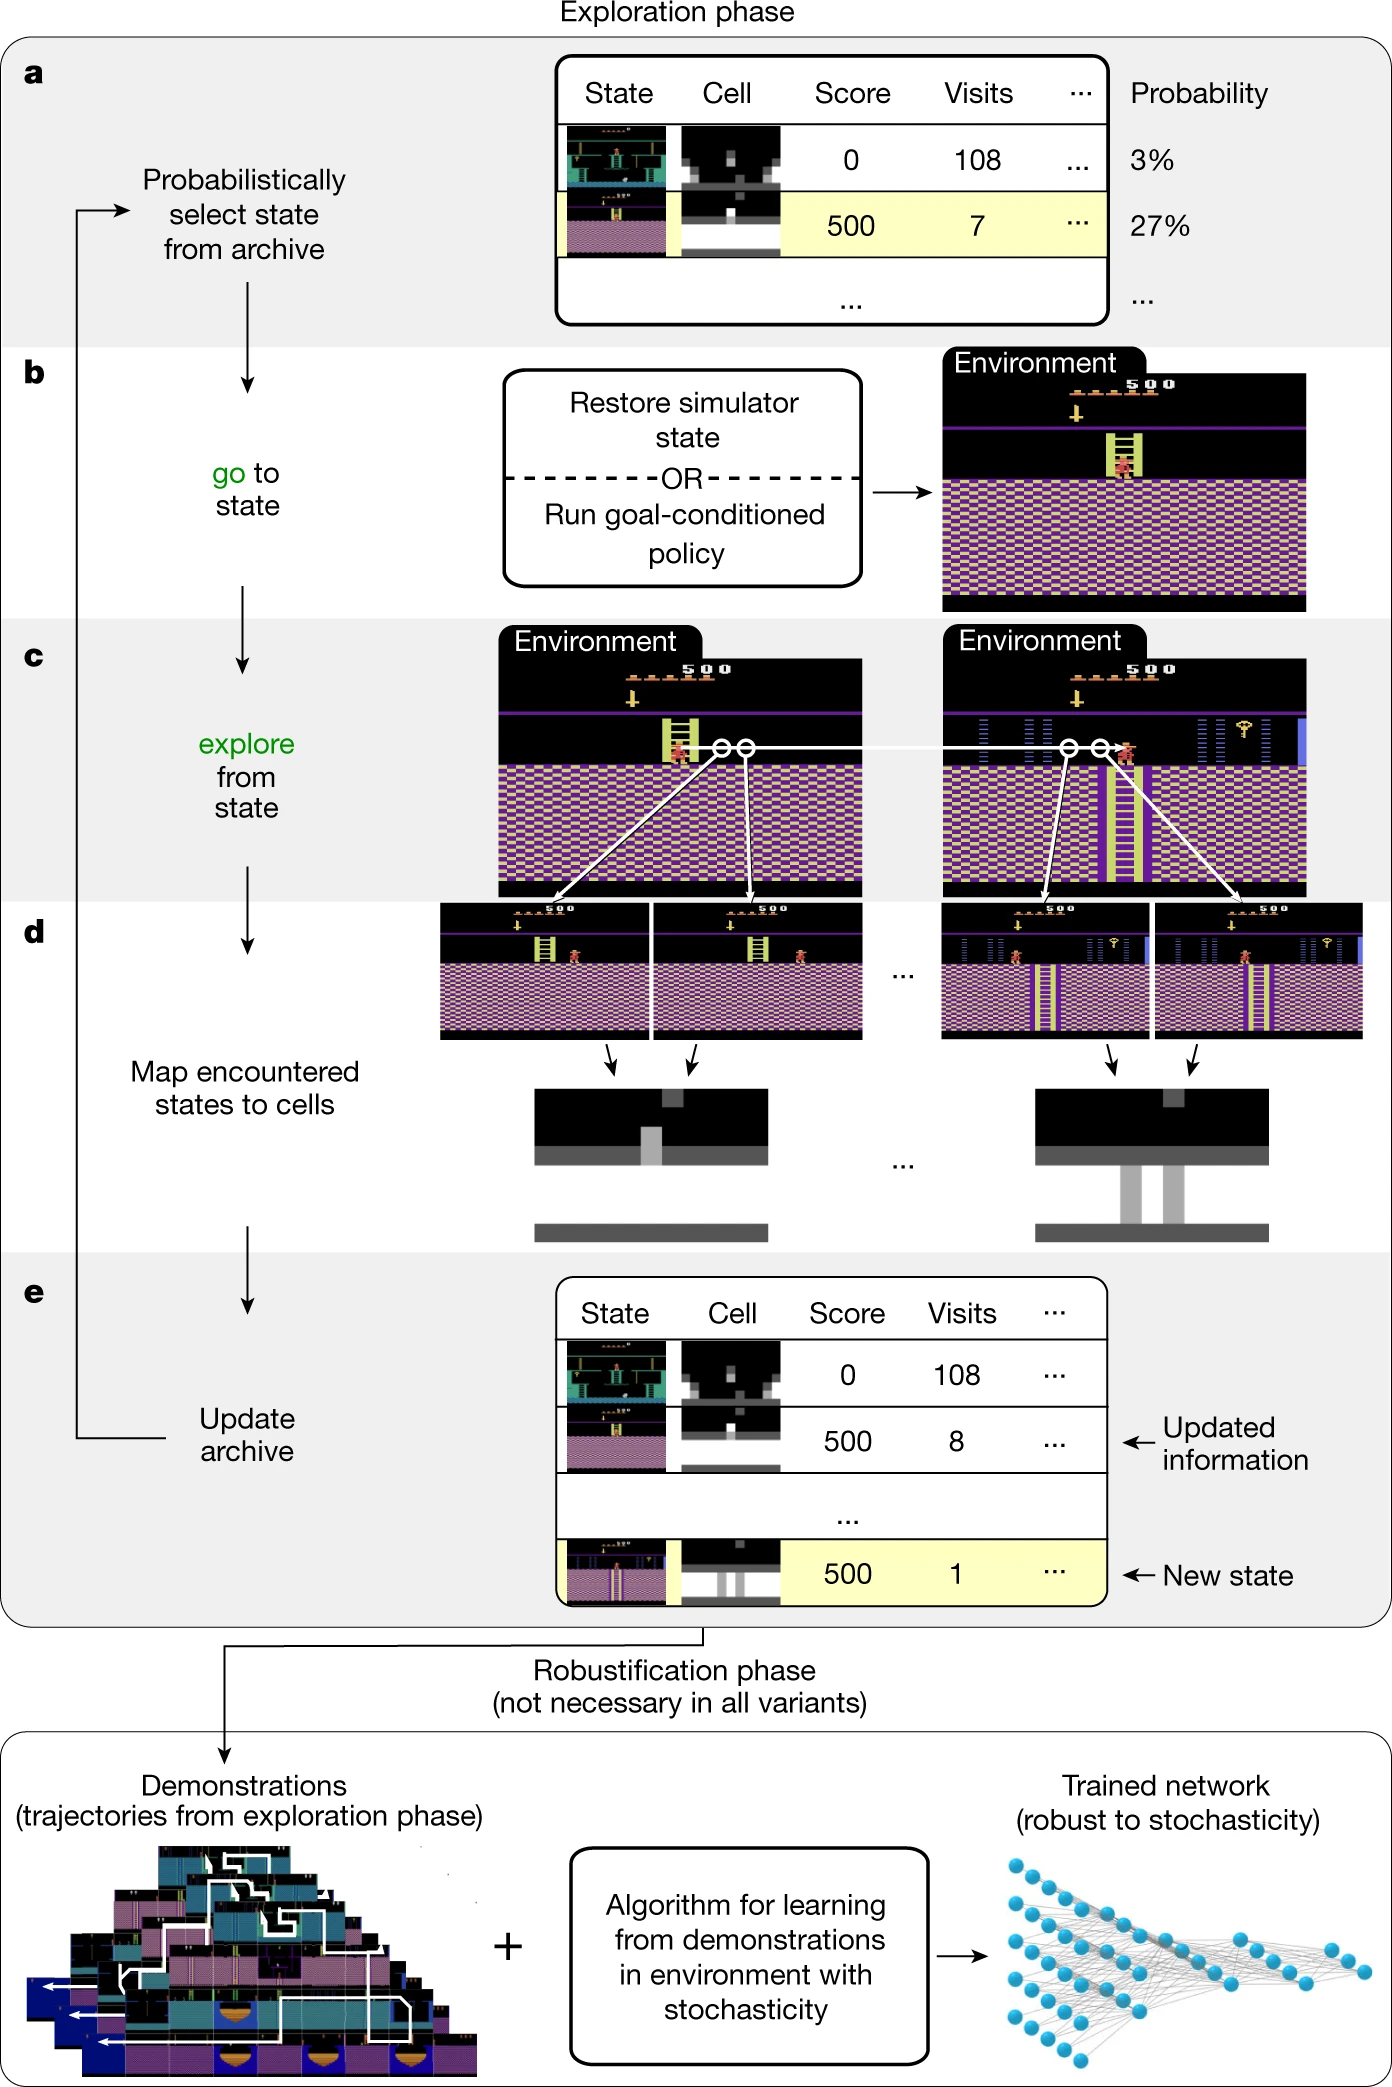 Exploration phase
a
Probabilistically
select state
from archive
State Cell Score Visits ... Probability
0 108 ... 3%
500 7 ... 27%
... ...
b
go to
state
Restore simulator
state
OR
Run goal-conditioned
policy
Environment
500
c
explore
from
state
Environment
500
Environment
500
d
Map encountered
states to cells
500
500
...
500
500
...
e
Update
archive
State Cell Score Visits ...
0 108 ...
500 8 ...
Updated
information
...
500 1 ...
New state
Robustification phase
(not necessary in all variants)
Demonstrations
(trajectories from exploration phase)
+
Algorithm for learning
from demonstrations
in environment with
stochasticity
Trained network
(robust to stochasticity)